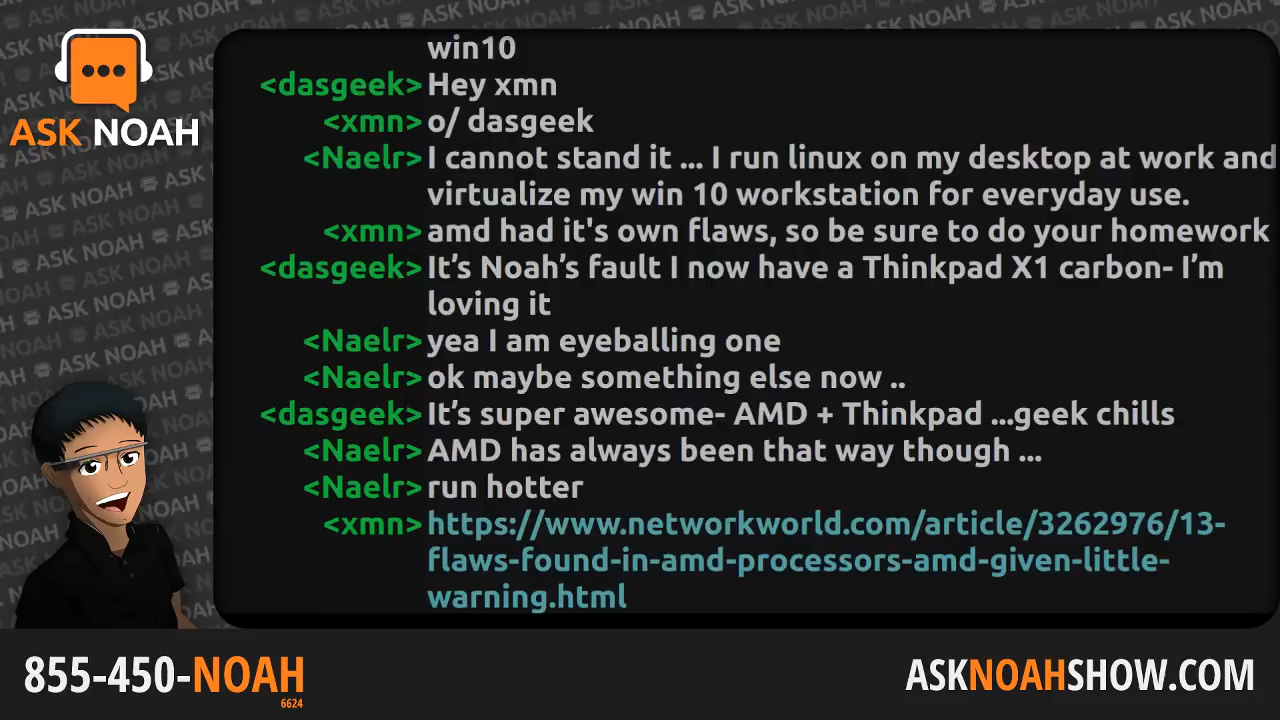 ASK NOAH
win10
<dasgeek> Hey xmn
<xmn> o/ dasgeek
<Naelr> I cannot stand it ... I run linux on my desktop at work and
virtualize my win 10 workstation for everyday use.
<xmn> amd had it's own flaws, so be sure to do your homework
<dasgeek> It’s Noah’s fault I now have a Thinkpad X1 carbon- I’m
loving it
<Naelr> yea I am eyeballing one
<Naelr> ok maybe something else now ..
<dasgeek> It’s super awesome- AMD + Thinkpad ...geek chills
<Naelr> AMD has always been that way though ...
<Naelr> run hotter
<xmn> https://www.networkworld.com/article/3262976/13-
flaws-found-in-amd-processors-amd-given-little-
warning.html
855-450-NOAH
6624
ASKNOAHSHOW.COM